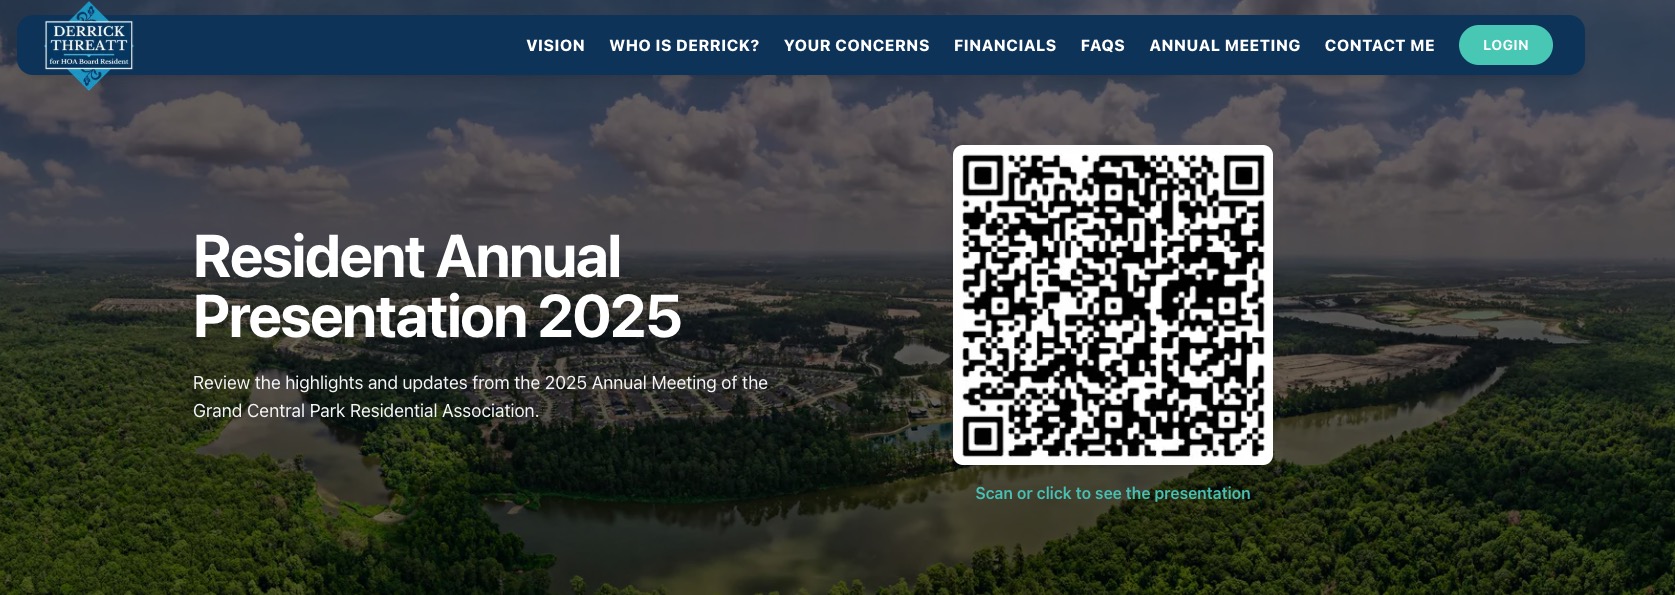 DERRICK
THREATT
for HOA Board Resident
VISION
WHO IS DERRICK?
YOUR CONCERNS
FINANCIALS
FAQS
ANNUAL MEETING
CONTACT ME
LOGIN
Resident Annual
Presentation 2025
Review the highlights and updates from the 2025 Annual Meeting of the
Grand Central Park Residential Association.
Scan or click to see the presentation